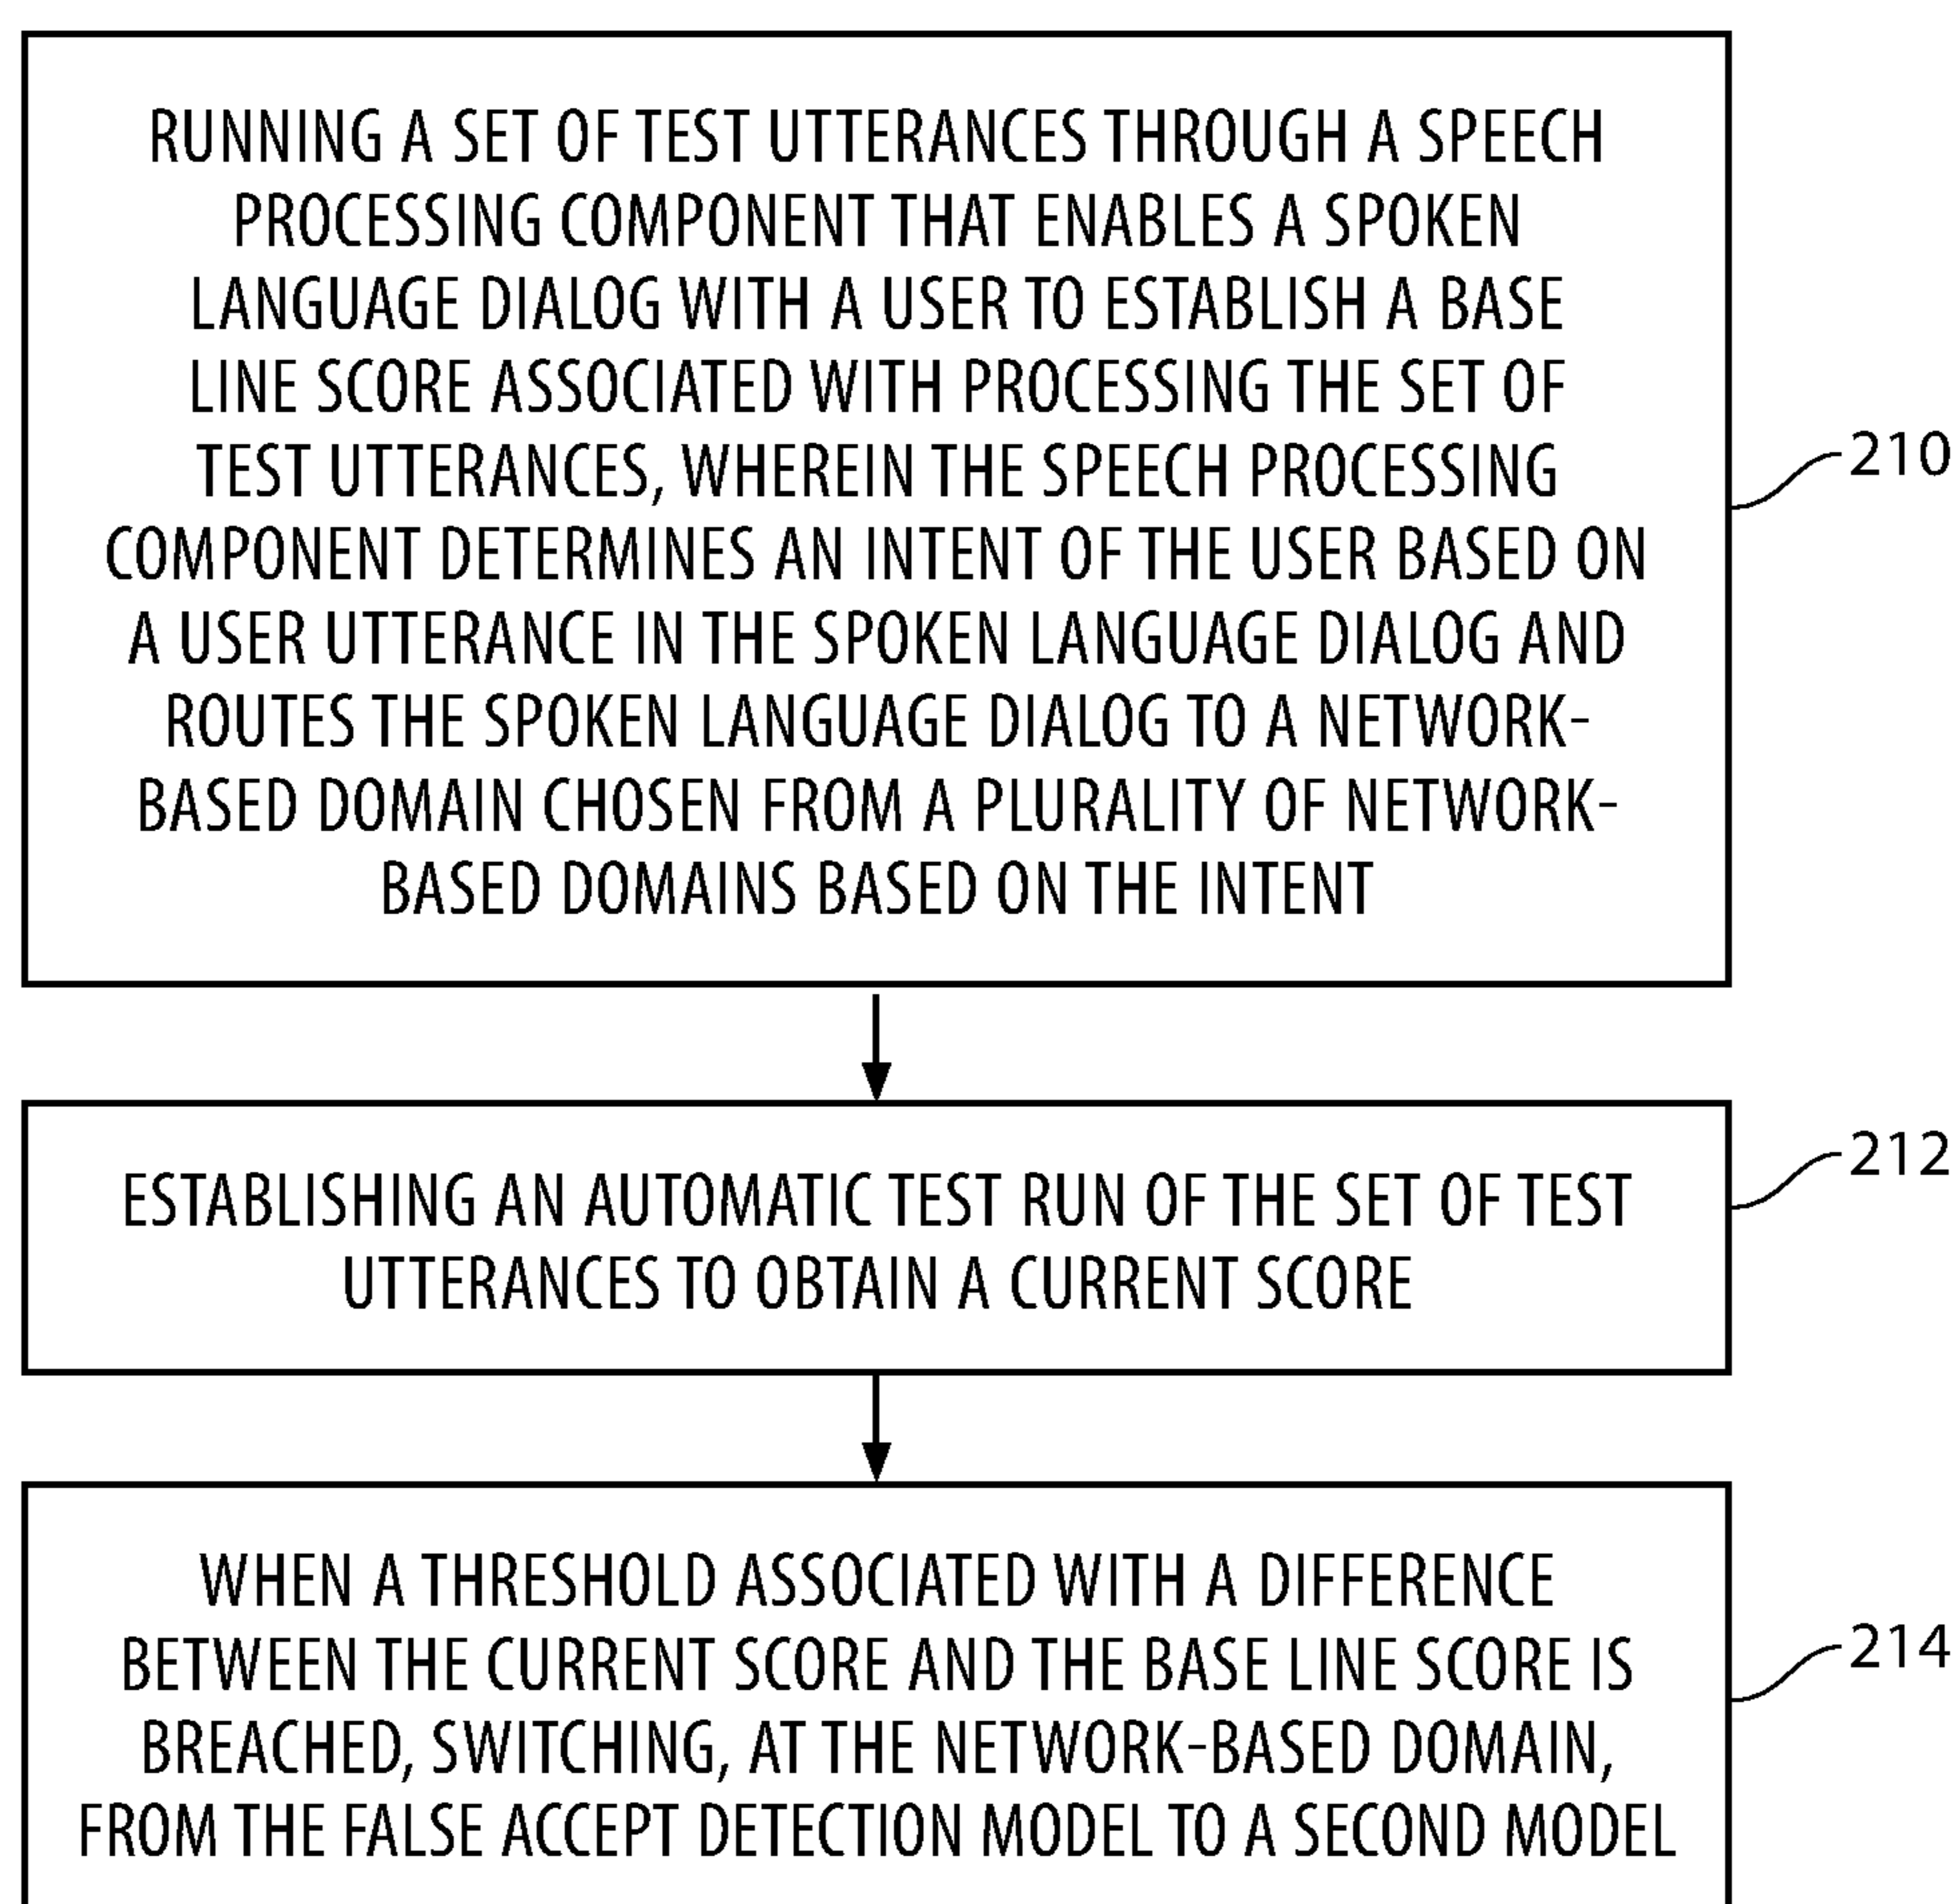 RUNNING A SET OF TEST UTTERANCES THROUGH A SPEECH
PROCESSING COMPONENT THAT ENABLES A SPOKEN
LANGUAGE DIALOG WITH A USER TO ESTABLISH A BASE
LINE SCORE ASSOCIATED WITH PROCESSING THE SET OF
TEST UTTERANCES, WHEREIN THE SPEECH PROCESSING
COMPONENT DETERMINES AN INTENT OF THE USER BASED ON
A USER UTTERANCE IN THE SPOKEN LANGUAGE DIALOG AND
ROUTES THE SPOKEN LANGUAGE DIALOG TO A NETWORK-
BASED DOMAIN CHOSEN FROM A PLURALITY OF NETWORK-
BASED DOMAINS BASED ON THE INTENT
210
ESTABLISHING AN AUTOMATIC TEST RUN OF THE SET OF TEST
UTTERANCES TO OBTAIN A CURRENT SCORE
212
WHEN A THRESHOLD ASSOCIATED WITH A DIFFERENCE
BETWEEN THE CURRENT SCORE AND THE BASE LINE SCORE IS
BREACHED, SWITCHING, AT THE NETWORK-BASED DOMAIN,
FROM THE FALSE ACCEPT DETECTION MODEL TO A SECOND MODEL
214